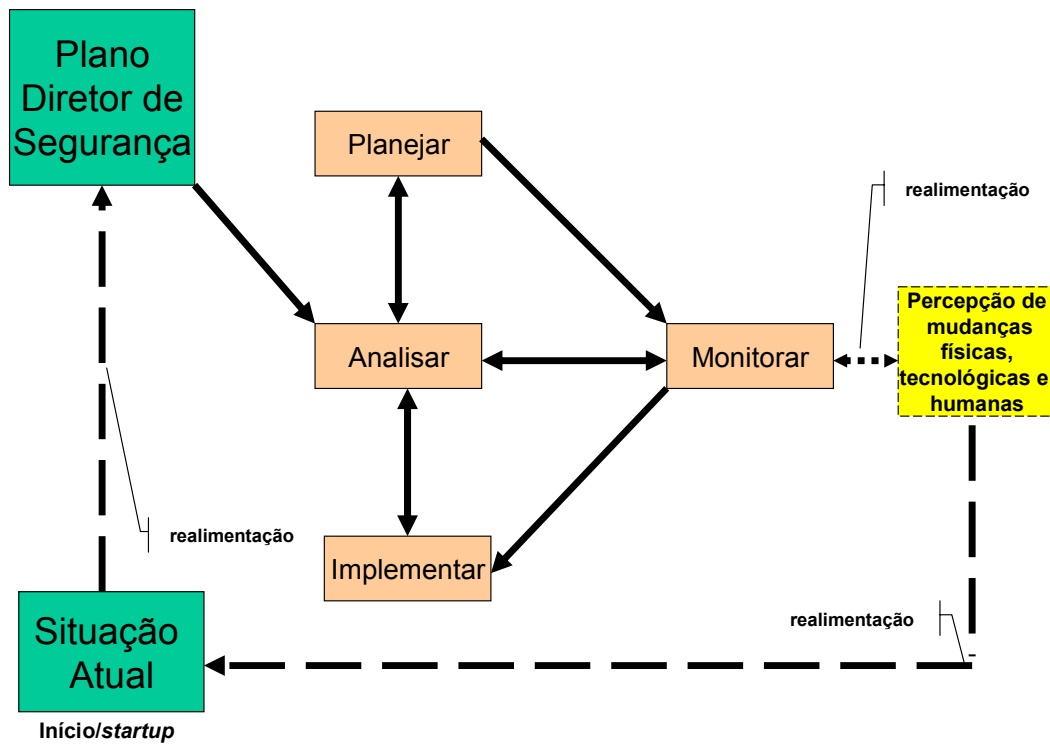 Plano
Diretor de
Segurança
Planejar
realimentação
Percepção de
mudanças
físicas,
tecnológicas e
humanas
Analisar
Monitorar
realimentação
Implementar
Situação
Atual
realimentação
Início/startup